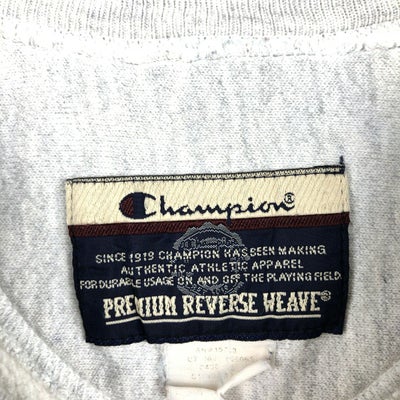 Champion®
SINCE 1919 CHAMPION HAS BEEN MAKING
AUTHENTIC ATHLETIC APPAREL
FOR DURABLE USAGE ON AND OFF THE PLAYING FIELD.
PREMIUM REVERSE WEAVE®